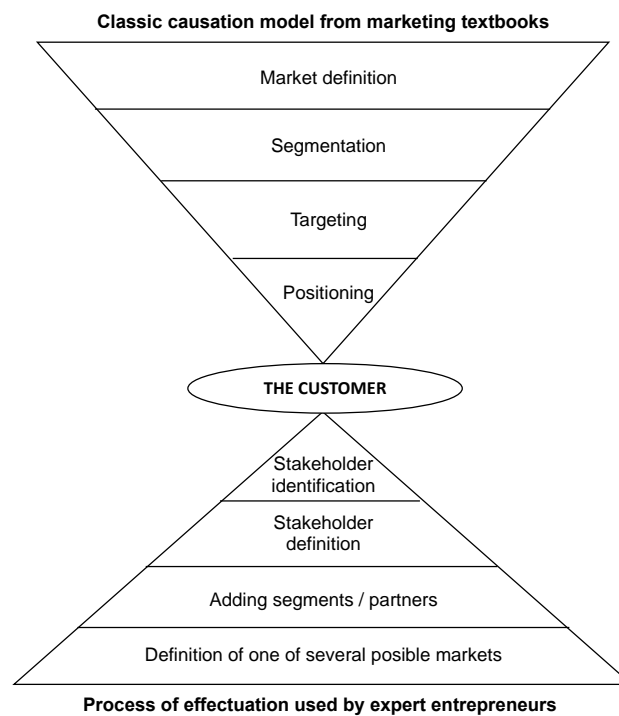 Classic causation model from marketing textbooks
Market definition
Segmentation
Targeting
Positioning
THE CUSTOMER
Stakeholder
identification
Stakeholder
definition
Adding segments / partners
Definition of one of several posible markets
Process of effectuation used by expert entrepreneurs